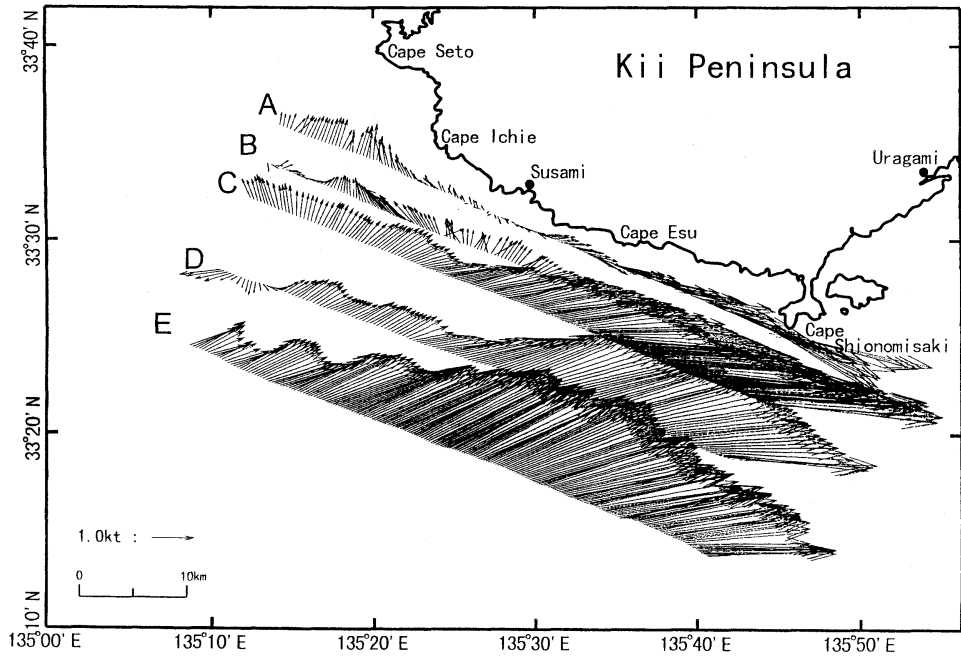 33°40' N
33°30' N
33°20' N
33°10' N
Cape Seto
Kii Peninsula
A
Cape Ichie
B
Uragami
Susami
C
Cape Esu
D
E
Cape
Shionomisaki
1.0kt :
0 10km
135°00' E 135°10' E 135°20' E 135°30' E 135°40' E 135°50' E